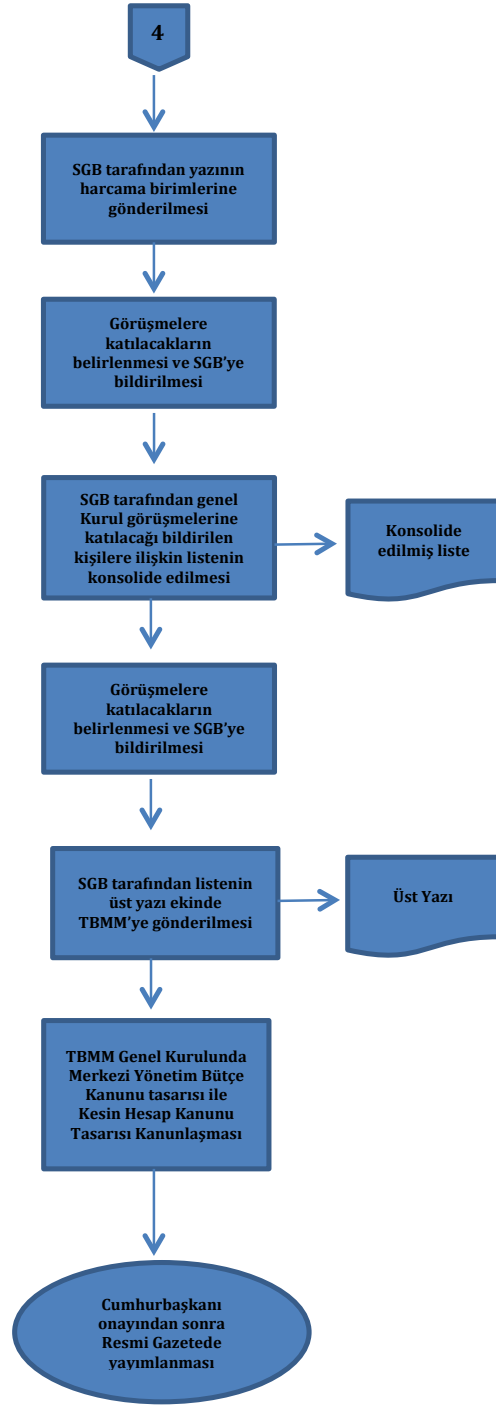 4
SGB tarafından yazının
harcama birimlerine
gönderilmesi
Görüşmelere
katılacakların
belirlenmesi ve SGB’ye
bildirilmesi
SGB tarafından genel
Kurul görüşmelerine
katılacağı bildirilen
kişilere ilişkin listenin
konsolide edilmesi
Konsolide
edilmiş liste
Görüşmelere
katılacakların
belirlenmesi ve SGB’ye
bildirilmesi
SGB tarafından listenin
üst yazı ekinde
TBMM’ye gönderilmesi
Üst Yazı
TBMM Genel Kurulunda
Merkezi Yönetim Bütçe
Kanunu tasarısı ile
Kesin Hesap Kanunu
Tasarısı Kanunlaşması
Cumhurbaşkanı
onayından sonra
Resmi Gazetede
yayımlanması